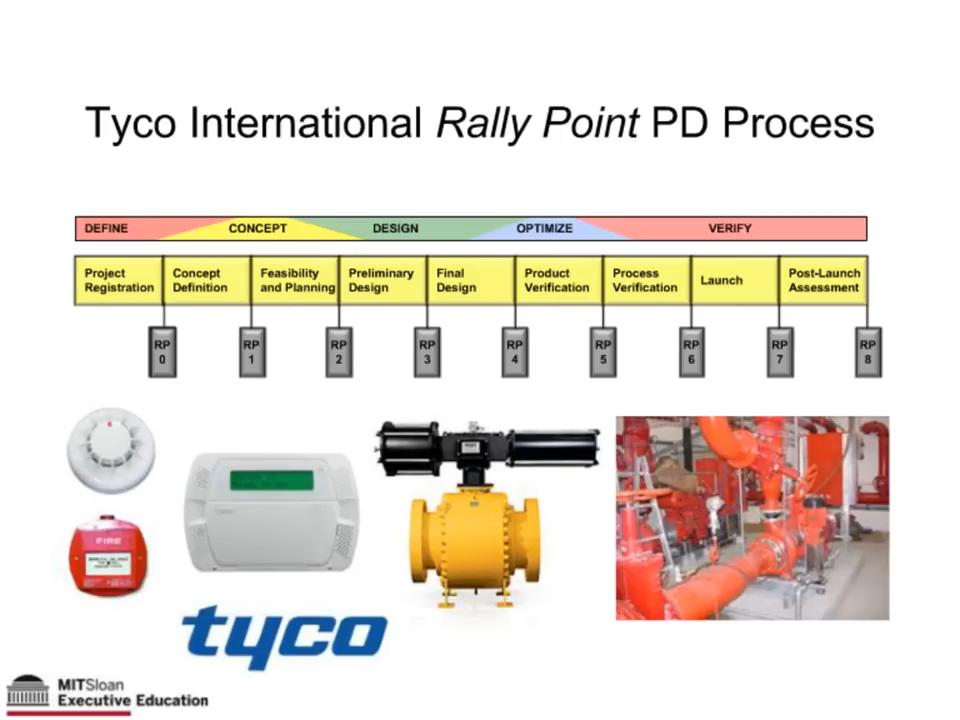 Tyco International Rally Point PD Process
DEFINE CONCEPT DESIGN OPTIMIZE VERIFY
Project Registration
Concept Definition
Feasibility and Planning
Preliminary Design
Final Design
Product Verification
Process Verification
Launch
Post-Launch Assessment
RP 0
RP 1
RP 2
RP 3
RP 4
RP 5
RP 6
RP 7
RP 8
FIRE
tyco
MITSloan
Executive Education